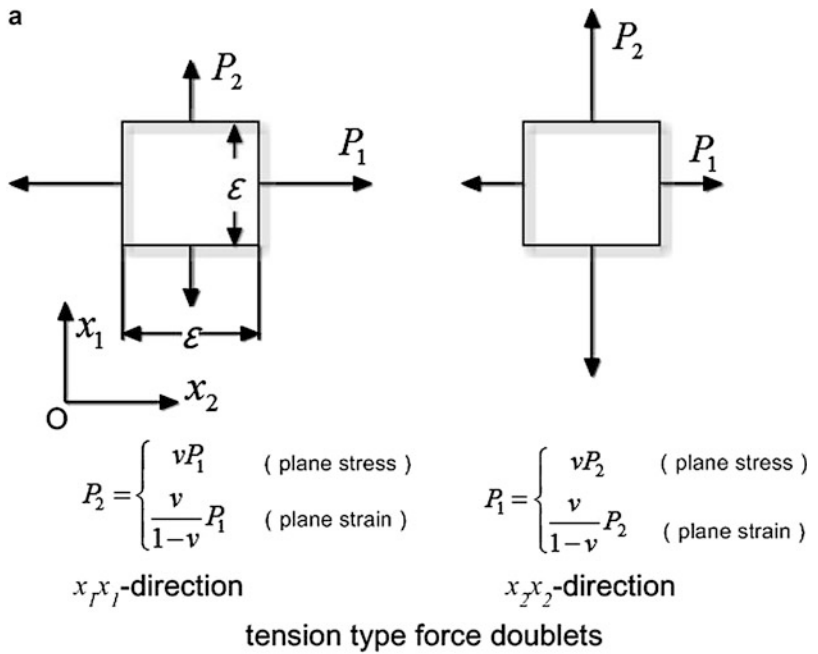 a
P₂
P₁
ε
ε
x₁
x₂
O
P₂
P₁
P₂ = { νP₁ ( plane stress )
ν/(1−ν) P₁ ( plane strain )
P₁ = { νP₂ ( plane stress )
ν/(1−ν) P₂ ( plane strain )
x₁x₁-direction
x₂x₂-direction
tension type force doublets